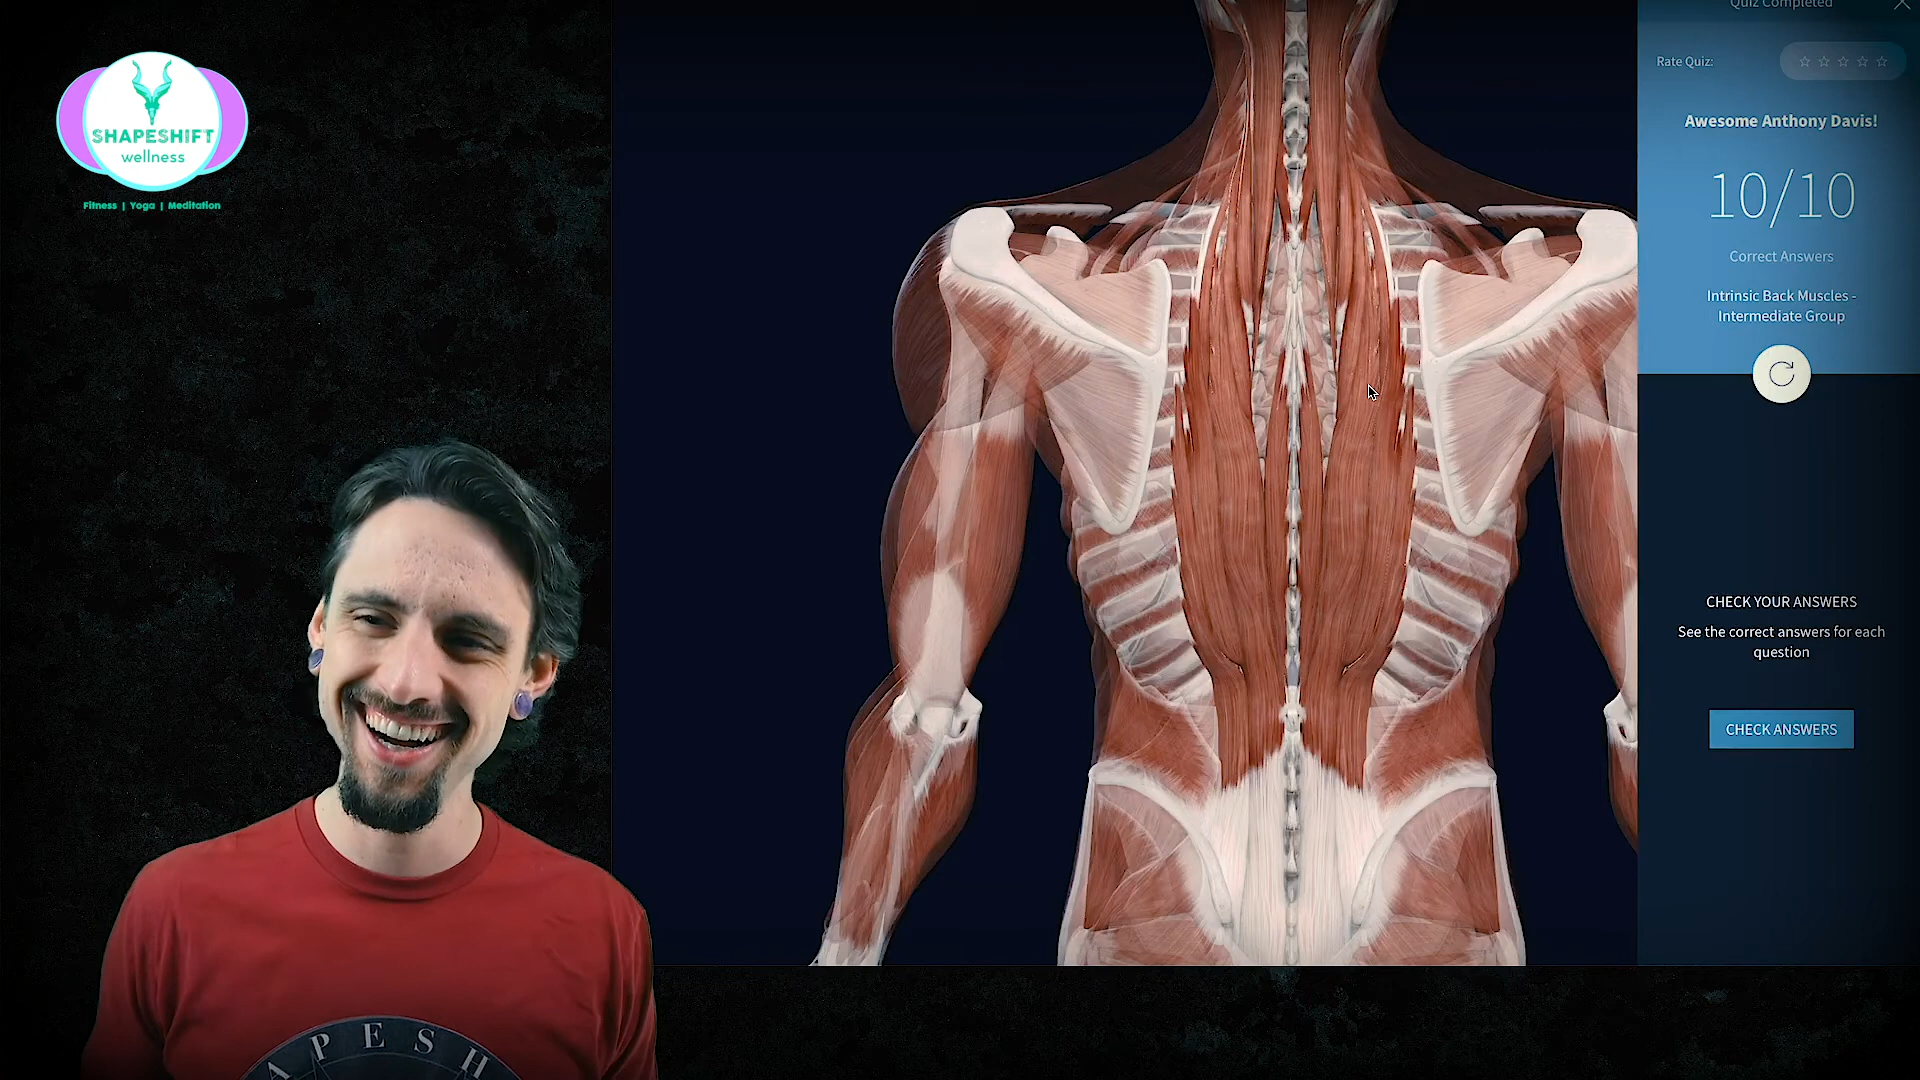 SHAPESHIFT
wellness
Fitness | Yoga | Meditation
APESH
Quiz Completed
Rate Quiz:
Awesome Anthony Davis!
10/10
Correct Answers
Intrinsic Back Muscles -
Intermediate Group
CHECK YOUR ANSWERS
See the correct answers for each
question
CHECK ANSWERS